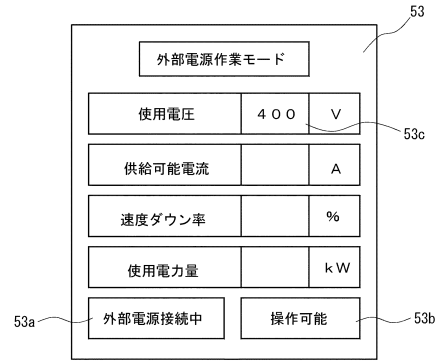 53
外部電源作業モード
使用電圧 400 V
53c
供給可能電流 A
速度ダウン率 %
使用電力量 kW
53a 外部電源接続中 操作可能 53b